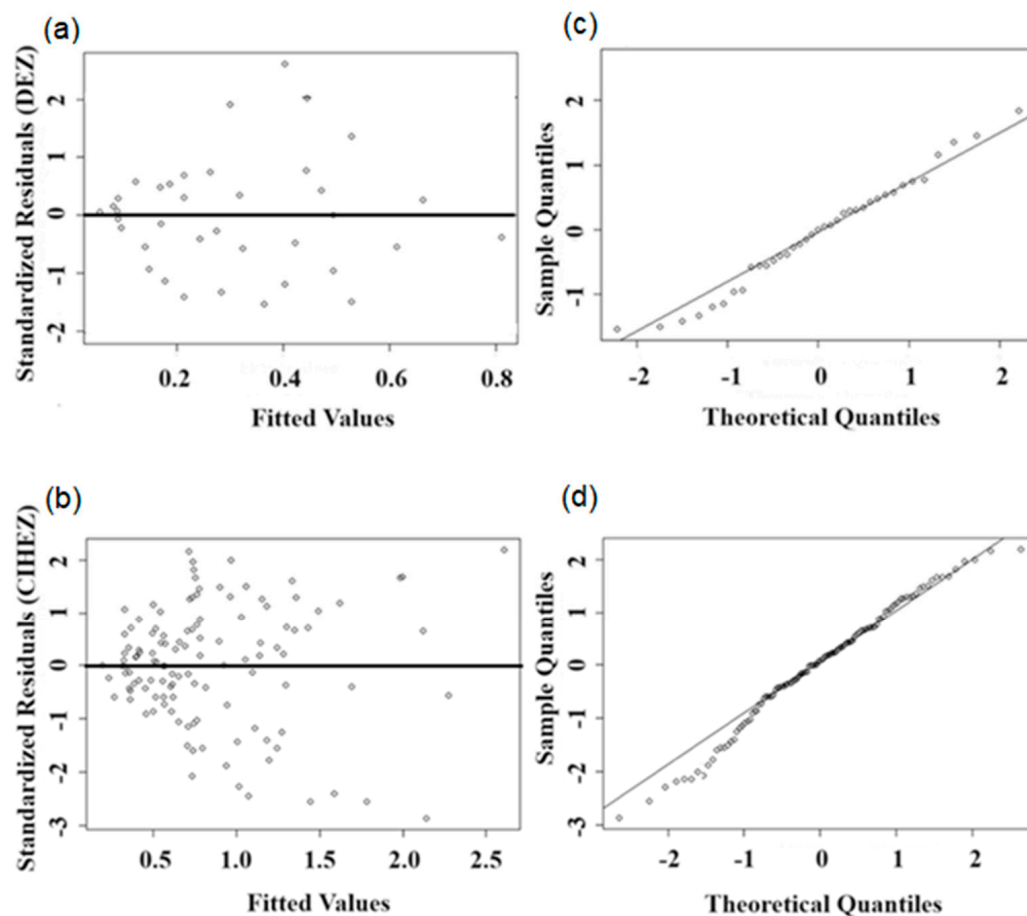 (a)
Standardized Residuals (DEZ)
2
1
0
-1
-2
0.2 0.4 0.6 0.8
Fitted Values
(c)
Sample Quantiles
2
1
0
-1
-2 -1 0 1 2
Theoretical Quantiles
(b)
Standardized Residuals (CIHEZ)
2
1
0
-1
-2
-3
0.5 1.0 1.5 2.0 2.5
Fitted Values
(d)
Sample Quantiles
2
1
0
-1
-2
-3
-2 -1 0 1 2
Theoretical Quantiles